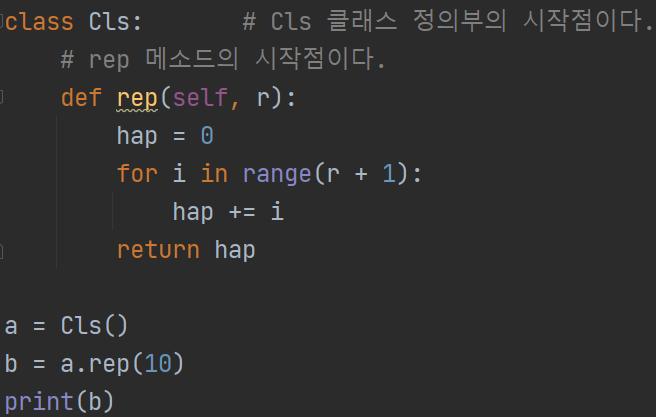 class Cls:       # Cls 클래스 정의부의 시작점이다.
    # rep 메소드의 시작점이다.
    def rep(self, r):
        hap = 0
        for i in range(r + 1):
            hap += i
        return hap

a = Cls()
b = a.rep(10)
print(b)